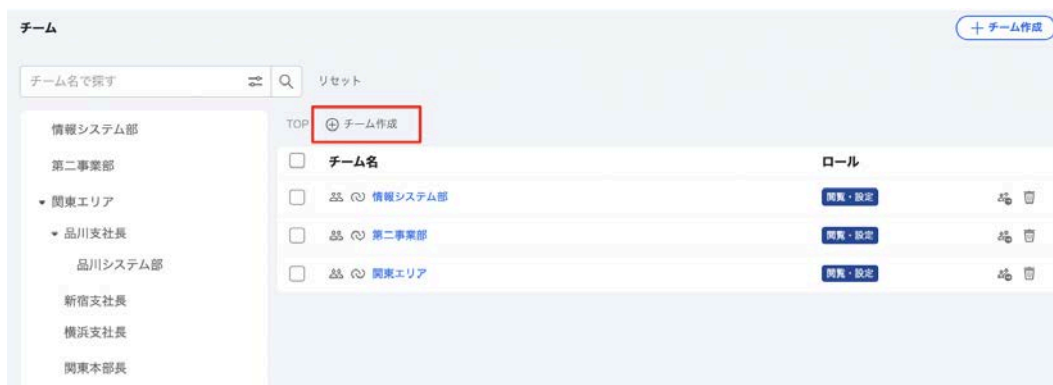 チーム
チーム作成
チーム名で探す
リセット
情報システム部
第二事業部
関東エリア
品川支社長
品川システム部
新宿支社長
横浜支社長
関東本部長
TOP チーム作成
チーム名 ロール
情報システム部 閲覧・設定
第二事業部 閲覧・設定
関東エリア 閲覧・設定